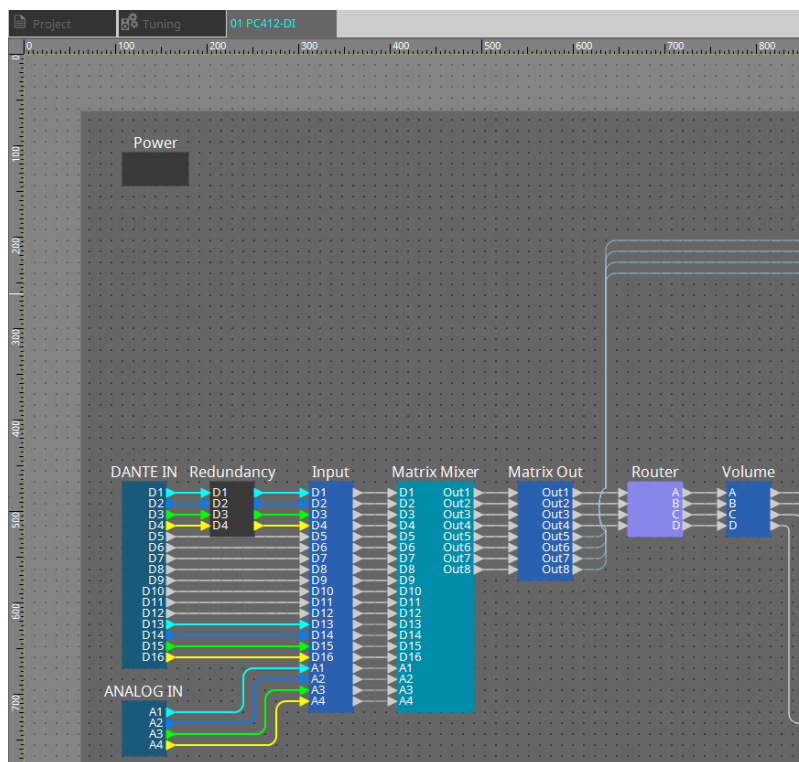 Project Tuning 01 PC412-DI
0 100 200 300 400 500 600 700 800
0
100
200
300
400
500
600
700
Power
DANTE IN Redundancy Input Matrix Mixer Matrix Out Router Volume
D1 D1 D1 D1 Out1 Out1 A A
D2 D2 D2 D2 Out2 Out2 B B
D3 D3 D3 D3 Out3 Out3 C C
D4 D4 D4 D4 Out4 Out4 D D
D5 D5 D5 Out5 Out5
D6 D6 D6 Out6 Out6
D7 D7 D7 Out7 Out7
D8 D8 D8 Out8 Out8
D9 D9 D9
D10 D10 D10
D11 D11 D11
D12 D12 D12
D13 D13 D13
D14 D14 D14
D15 D15 D15
D16 D16 D16
A1 A1
A2 A2
A3 A3
A4 A4
ANALOG IN
A1
A2
A3
A4